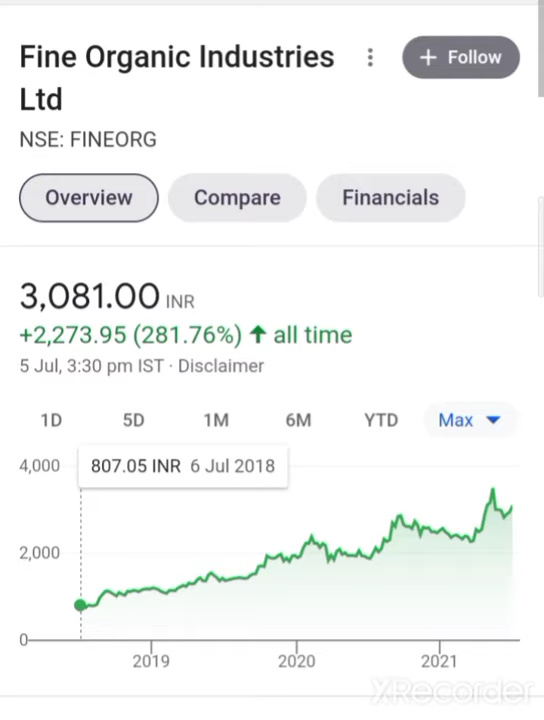 Fine Organic Industries
Ltd
+ Follow
NSE: FINEORG
Overview
Compare
Financials
3,081.00 INR
+2,273.95 (281.76%) ↑ all time
5 Jul, 3:30 pm IST · Disclaimer
1D 5D 1M 6M YTD Max
4,000
807.05 INR 6 Jul 2018
2,000
0
2019 2020 2021
XRecorder